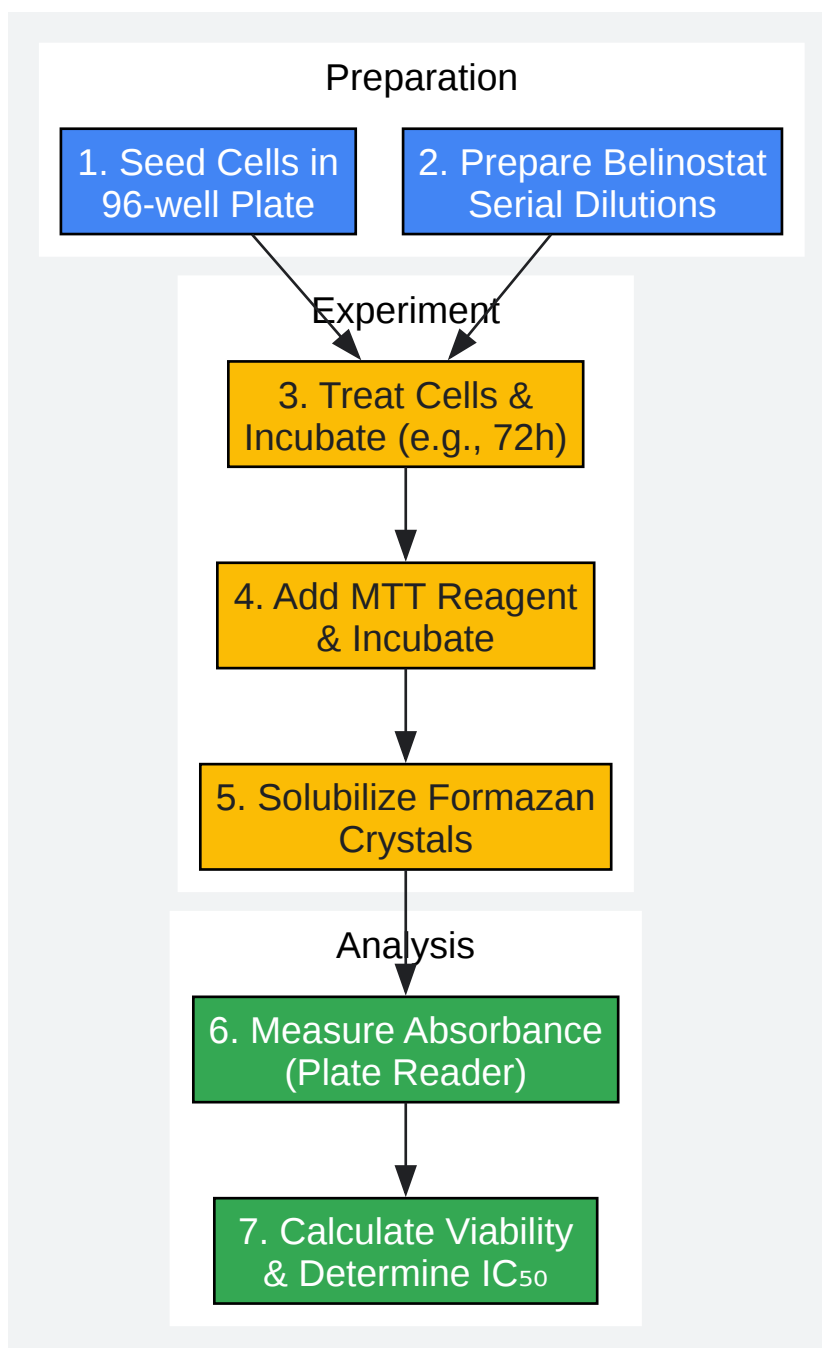 Preparation
1. Seed Cells in
96-well Plate
2. Prepare Belinostat
Serial Dilutions
Experiment
3. Treat Cells &
Incubate (e.g., 72h)
4. Add MTT Reagent
& Incubate
5. Solubilize Formazan
Crystals
Analysis
6. Measure Absorbance
(Plate Reader)
7. Calculate Viability
& Determine IC₅₀